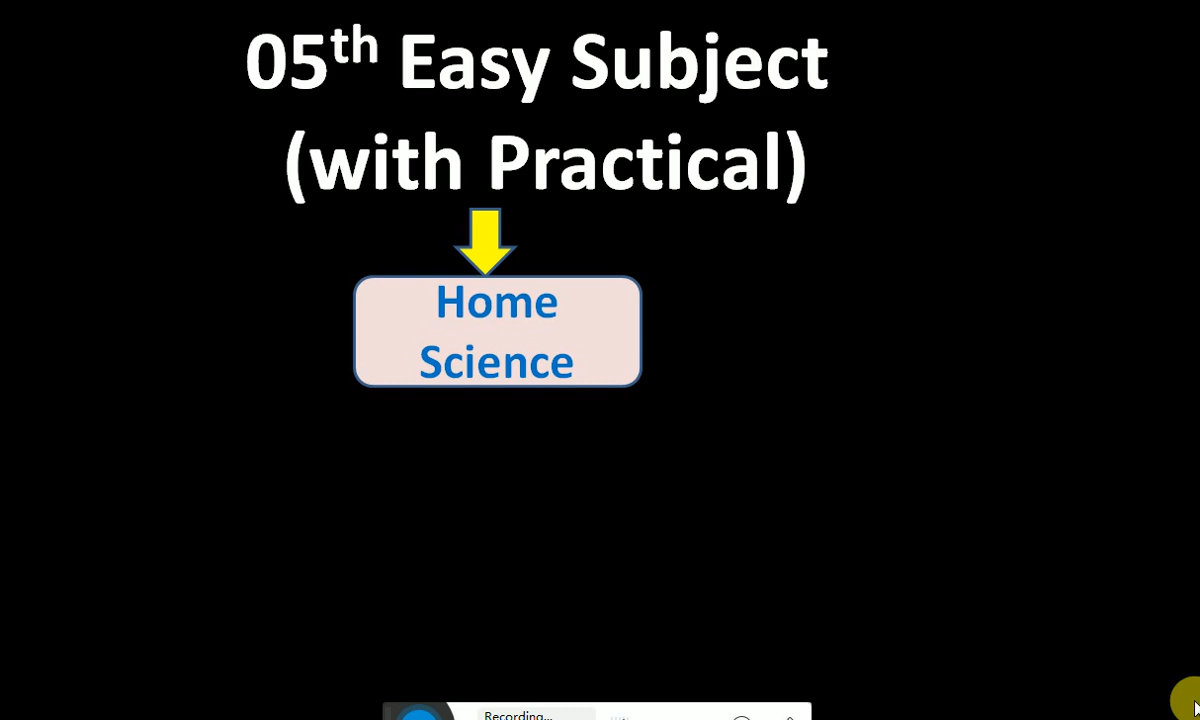 05th Easy Subject
(with Practical)
Home
Science
Recording...